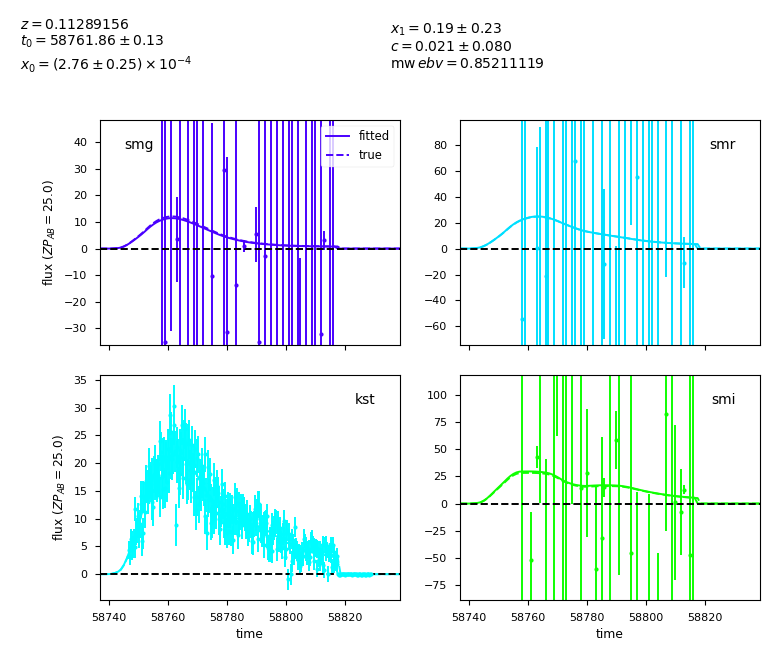 z = 0.11289156
t₀ = 58761.86 ± 0.13
x₀ = (2.76 ± 0.25) × 10⁻⁴
x₁ = 0.19 ± 0.23
c = 0.021 ± 0.080
mw ebv = 0.85211119
smg
fitted
true
40
30
20
10
0
−10
−20
−30
flux (ZP_AB = 25.0)
smr
80
60
40
20
0
−20
−40
−60
kst
35
30
25
20
15
10
5
0
flux (ZP_AB = 25.0)
58740 58760 58780 58800 58820
time
smi
100
75
50
25
0
−25
−50
−75
58740 58760 58780 58800 58820
time